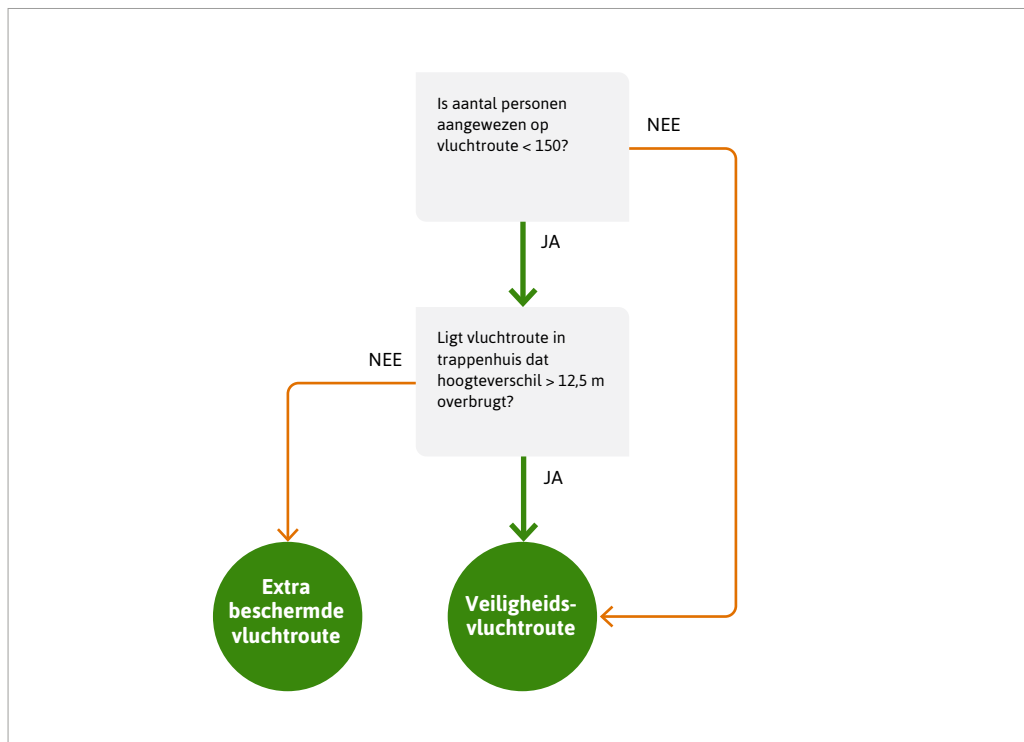 Is aantal personen
aangewezen op
vluchtroute < 150?
NEE
JA
Ligt vluchtroute in
trappenhuis dat
hoogteverschil > 12,5 m
overbrugt?
NEE
JA
Extra
beschermde
vluchtroute
Veiligheids-
vluchtroute